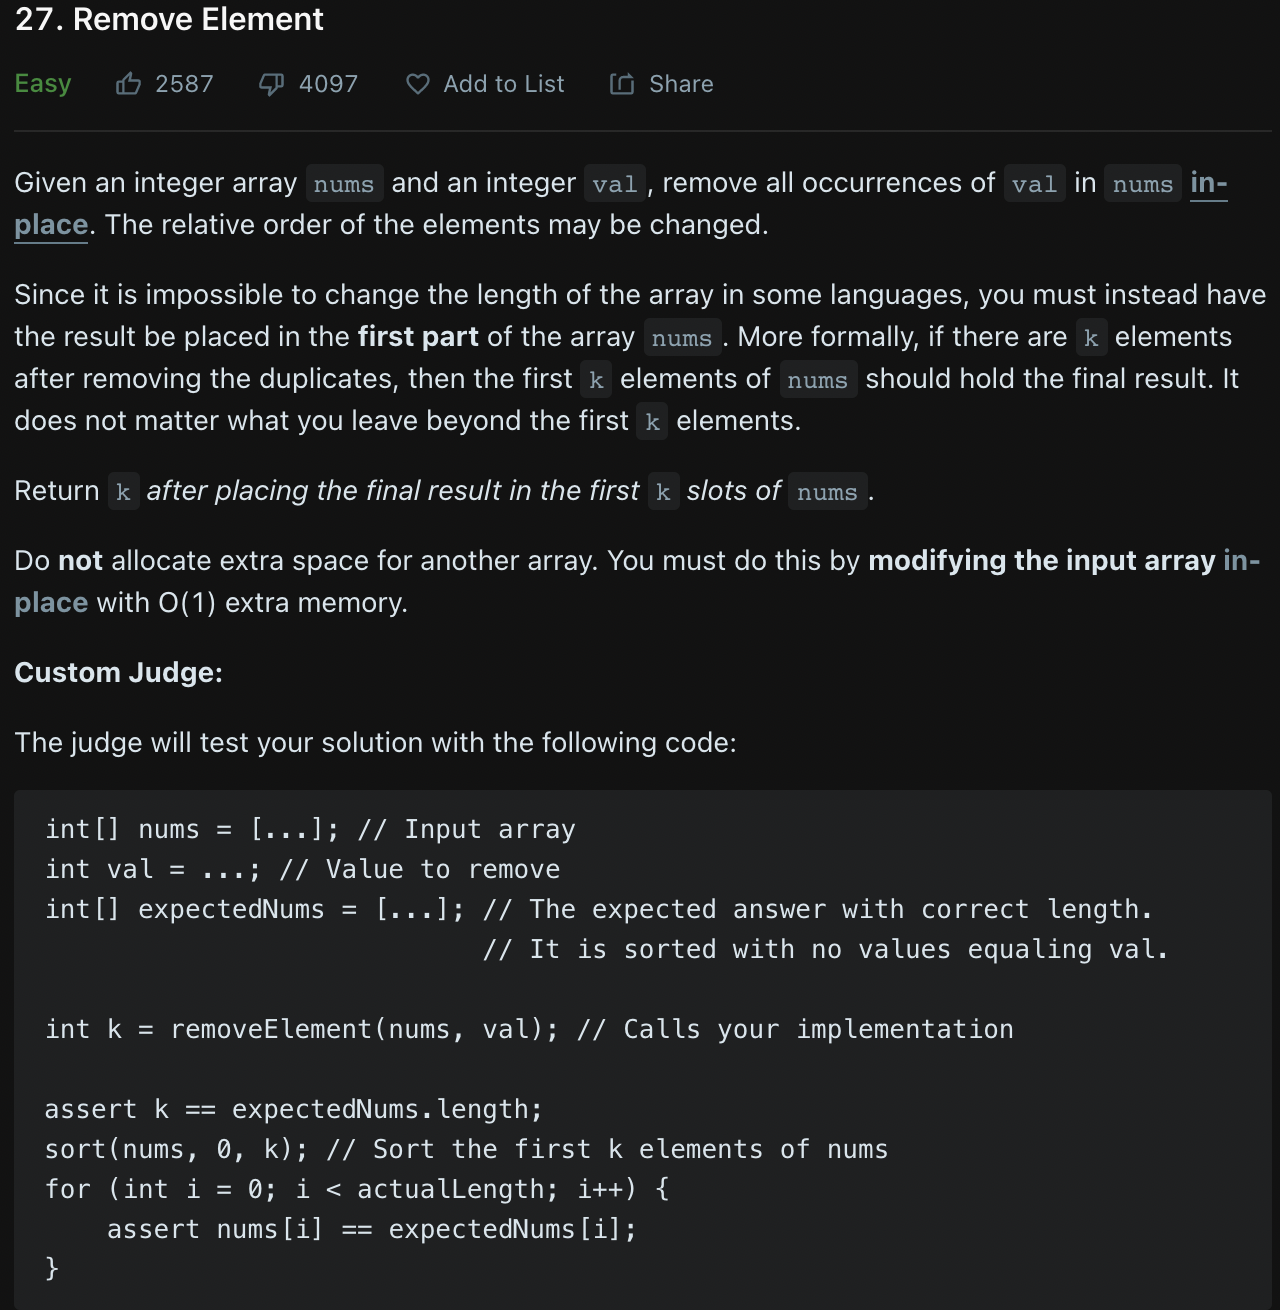 27. Remove Element
Easy 2587 4097 Add to List Share
Given an integer array nums and an integer val, remove all occurrences of val in nums in-
place. The relative order of the elements may be changed.
Since it is impossible to change the length of the array in some languages, you must instead have
the result be placed in the first part of the array nums. More formally, if there are k elements
after removing the duplicates, then the first k elements of nums should hold the final result. It
does not matter what you leave beyond the first k elements.
Return k after placing the final result in the first k slots of nums.
Do not allocate extra space for another array. You must do this by modifying the input array in-
place with O(1) extra memory.
Custom Judge:
The judge will test your solution with the following code:
int[] nums = [...]; // Input array
int val = ...; // Value to remove
int[] expectedNums = [...]; // The expected answer with correct length.
                            // It is sorted with no values equaling val.
int k = removeElement(nums, val); // Calls your implementation
assert k == expectedNums.length;
sort(nums, 0, k); // Sort the first k elements of nums
for (int i = 0; i < actualLength; i++) {
    assert nums[i] == expectedNums[i];
}